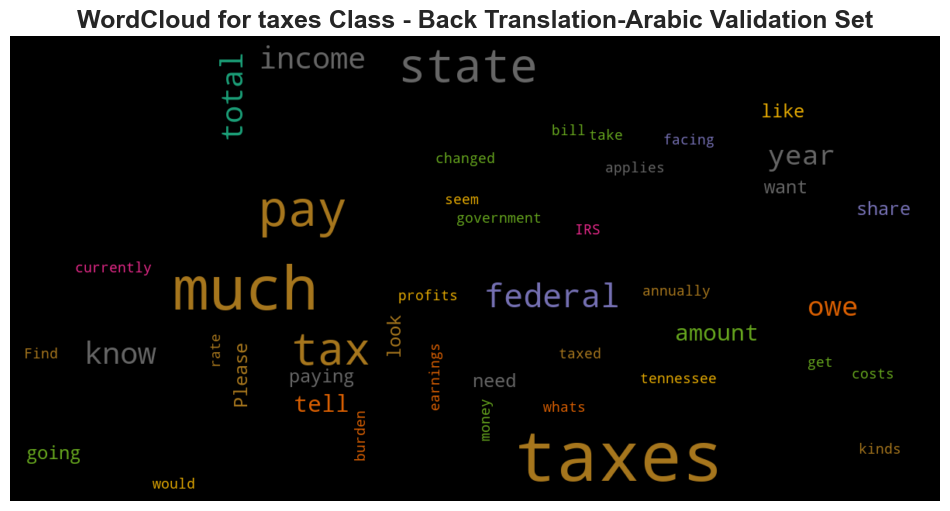 WordCloud for taxes Class - Back Translation-Arabic Validation Set
total
income
state
like
bill
take
facing
changed
applies
year
want
seem
share
pay
government
IRS
currently
much
profits
federal
annually
owe
look
amount
Find
know
rate
Please
tax
paying
earnings
taxed
need
tennessee
get
costs
tell
burden
money
whats
going
would
taxes
kinds